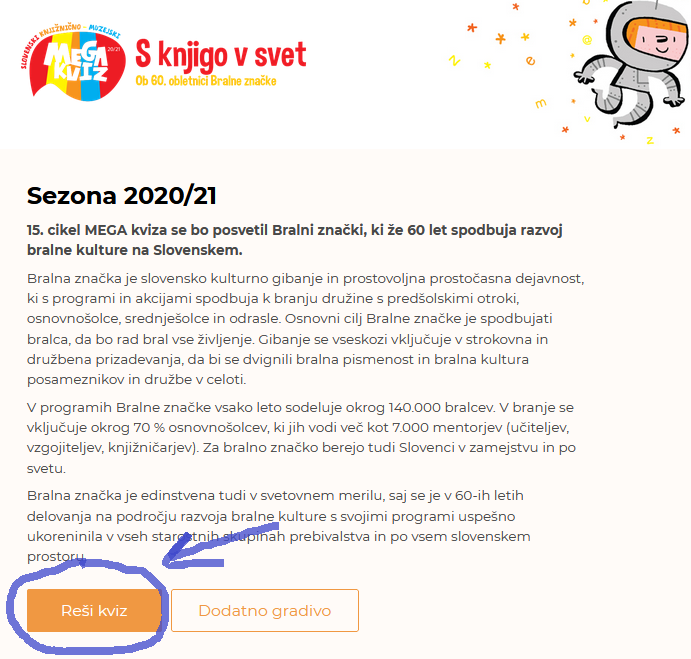 SLOVENSKI KNJIŽNIČNO - MUZEJSKI
MEGA
20/21
KVIZ
S knjigo v svet
Ob 60. obletnici Bralne značke
z
e
e
m
v
z
Sezona 2020/21
15. cikel MEGA kviza se bo posvetil Bralni znački, ki že 60 let spodbuja razvoj
bralne kulture na Slovenskem.
Bralna značka je slovensko kulturno gibanje in prostovoljna prostočasna dejavnost,
ki s programi in akcijami spodbuja k branju družine s predšolskimi otroki,
osnovnošolce, srednješolce in odrasle. Osnovni cilj Bralne značke je spodbujati
bralca, da bo rad bral vse življenje. Gibanje se vseskozi vključuje v strokovna in
družbena prizadevanja, da bi se dvignili bralna pismenost in bralna kultura
posameznikov in družbe v celoti.
V programih Bralne značke vsako leto sodeluje okrog 140.000 bralcev. V branje se
vključuje okrog 70 % osnovnošolcev, ki jih vodi več kot 7.000 mentorjev (učiteljev,
vzgojiteljev, knjižničarjev). Za bralno značko berejo tudi Slovenci v zamejstvu in po
svetu.
Bralna značka je edinstvena tudi v svetovnem merilu, saj se je v 60-ih letih
delovanja na področju razvoja bralne kulture s svojimi programi uspešno
ukoreninila v vseh starostnih skupinah prebivalstva in po vsem slovenskem
prostoru.
Reši kviz
Dodatno gradivo